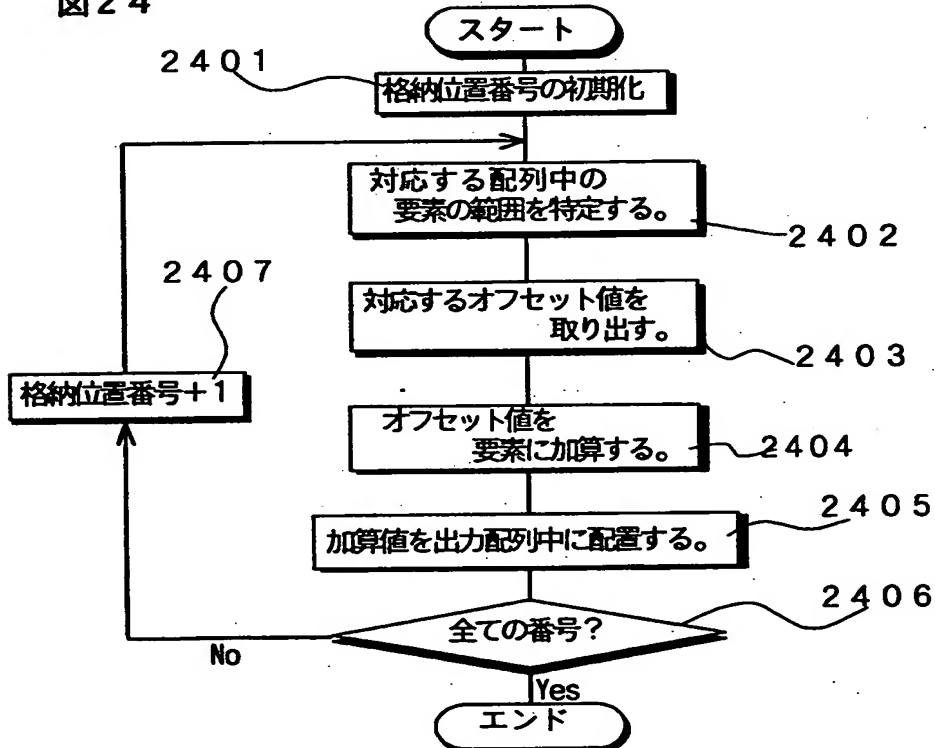 図24
スタート
2401
格納位置番号の初期化
対応する配列中の
要素の範囲を特定する。
2402
2407
対応するオフセット値を
取り出す。
2403
格納位置番号+1
オフセット値を
要素に加算する。
2404
2405
加算値を出力配列中に配置する。
2406
全ての番号?
No
Yes
エンド